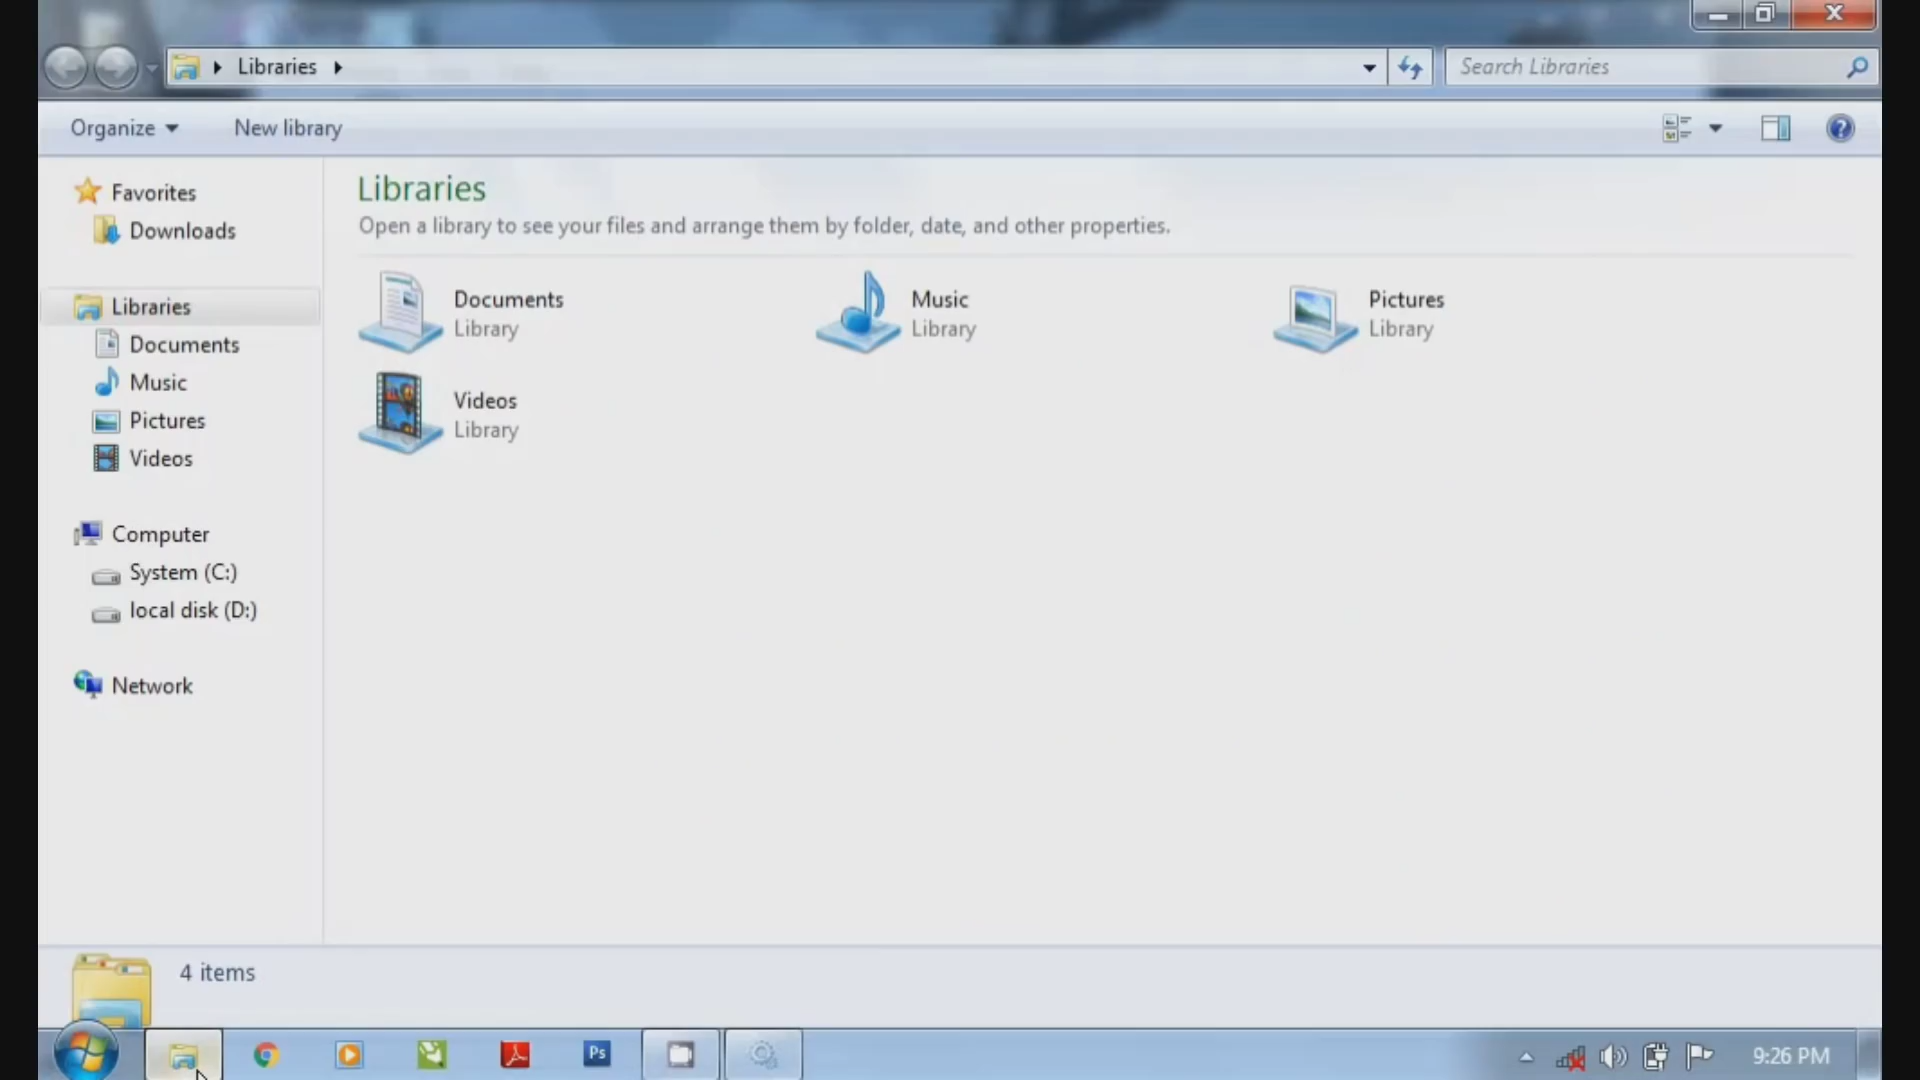 Libraries
Search Libraries
Organize
New library
Favorites
Downloads
Libraries
Documents
Music
Pictures
Videos
Computer
System (C:)
local disk (D:)
Network
Libraries
Open a library to see your files and arrange them by folder, date, and other properties.
Documents
Library
Music
Library
Pictures
Library
Videos
Library
4 items
Ps
9:26 PM